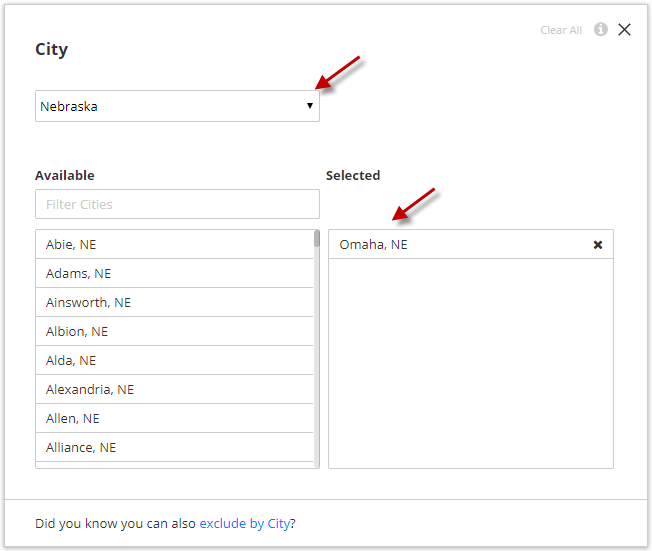 Clear All
City
Nebraska
Available
Selected
Filter Cities
Abie, NE
Adams, NE
Ainsworth, NE
Albion, NE
Alda, NE
Alexandria, NE
Allen, NE
Alliance, NE
Omaha, NE
Did you know you can also exclude by City?